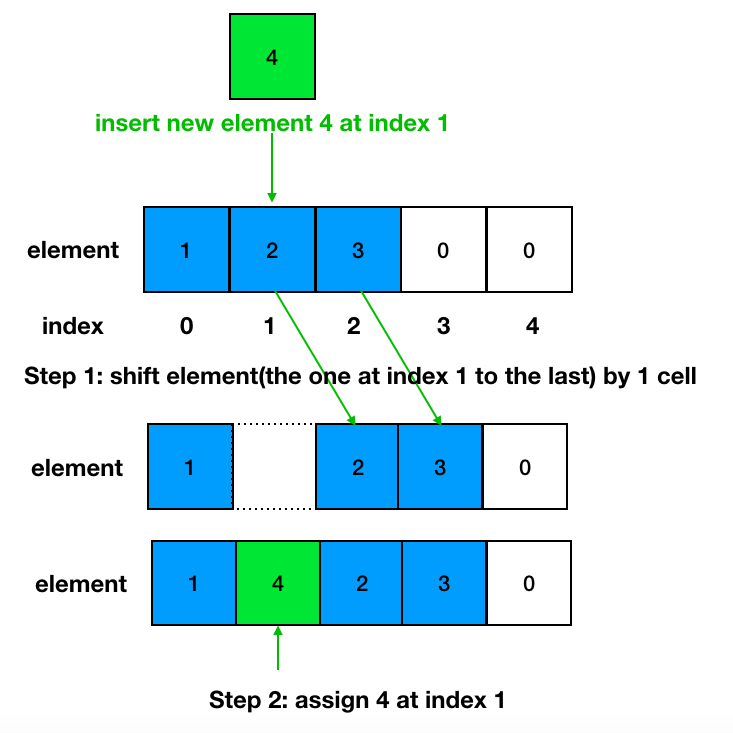 4
insert new element 4 at index 1
element 1 2 3 0 0
index 0 1 2 3 4
Step 1: shift element(the one at index 1 to the last) by 1 cell
element 1 2 3 0
element 1 4 2 3 0
Step 2: assign 4 at index 1